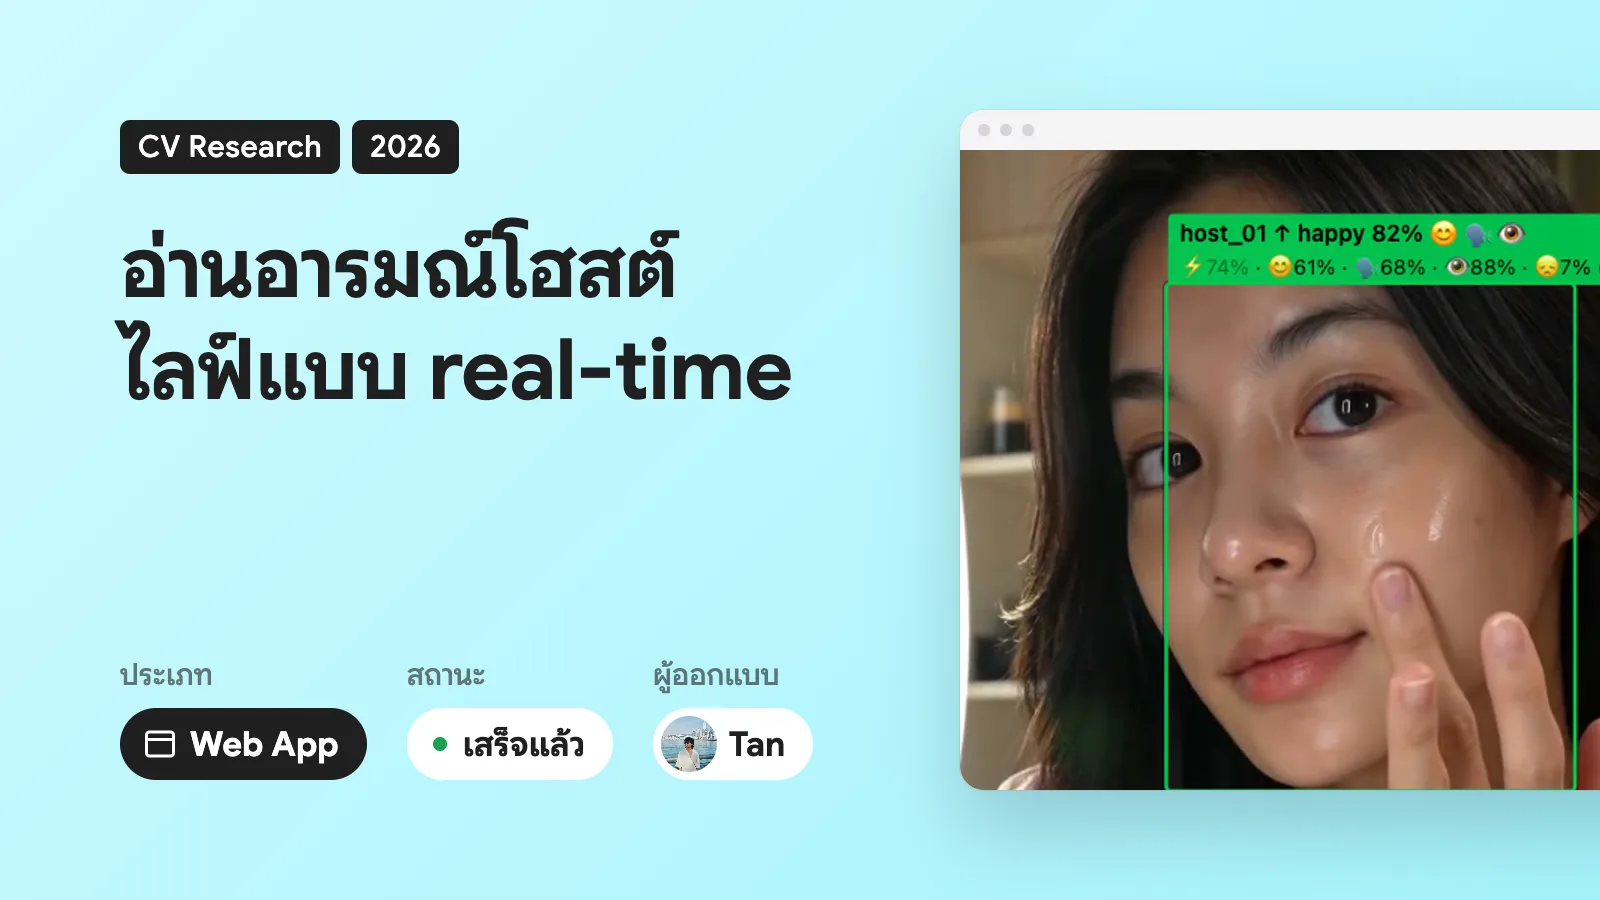 CV Research
2026
อ่านอารมณ์โฮสต์
ไลฟ์แบบ real-time
ประเภท
Web App
สถานะ
เสร็จแล้ว
ผู้ออกแบบ
Tan
host_01 ↑ happy 82% 😊 🗣️ 👁️
⚡74% · 😊61% · 🗣️68% · 👁️88% · 😞7%